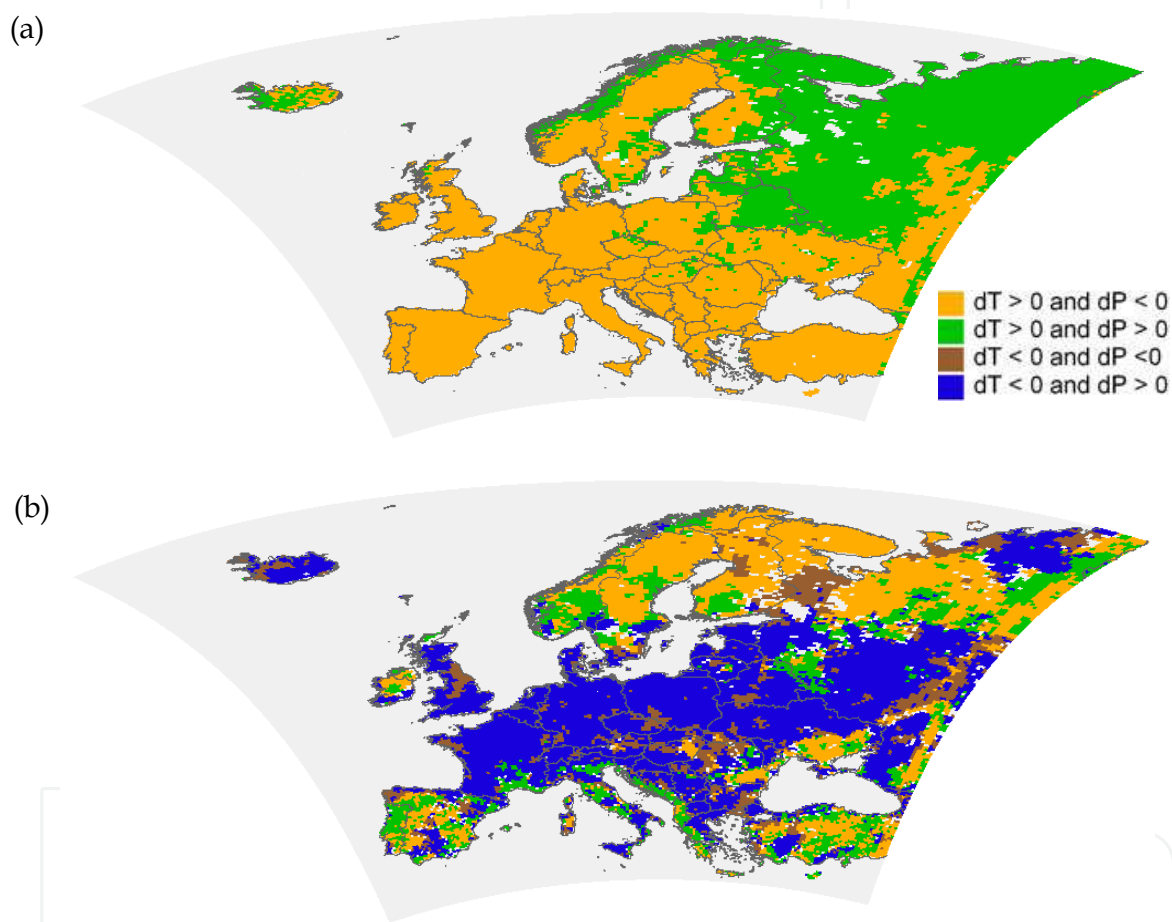 (a)
dT > 0 and dP < 0
dT > 0 and dP > 0
dT < 0 and dP <0
dT < 0 and dP > 0
(b)